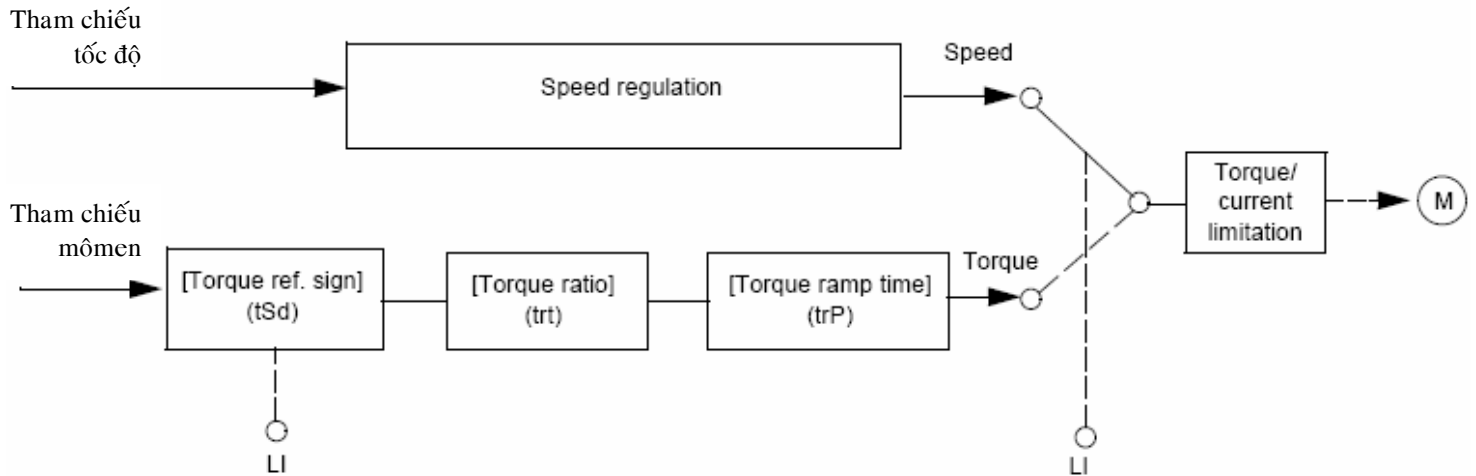 Tham chiếu
tốc độ
Speed regulation
Speed
Tham chiếu
mômen
[Torque ref. sign]
(tSd)
[Torque ratio]
(trt)
[Torque ramp time]
(trP)
Torque
Torque/
current
limitation
M
LI
LI